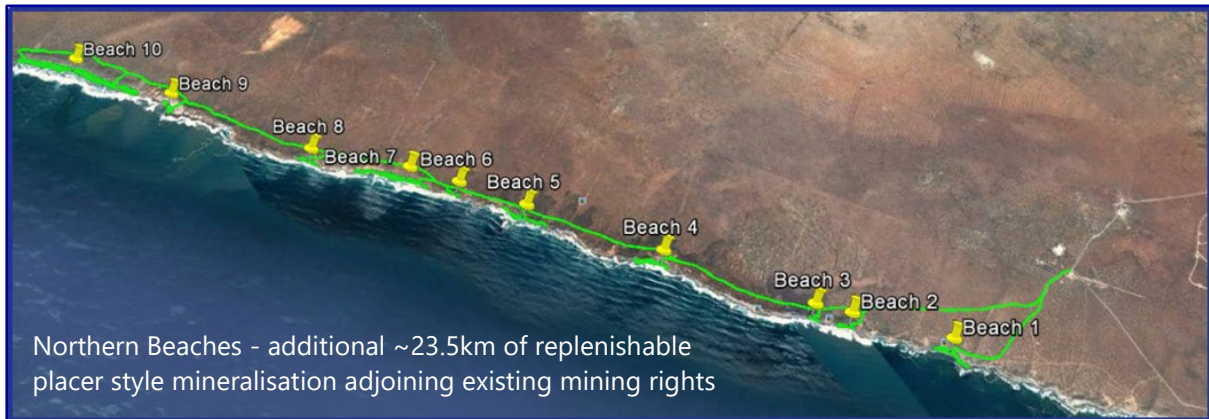 Beach 10
Beach 9
Beach 8
Beach 7
Beach 6
Beach 5
Beach 4
Beach 3
Beach 2
Beach 1
Northern Beaches - additional ~23.5km of replenishable
placer style mineralisation adjoining existing mining rights